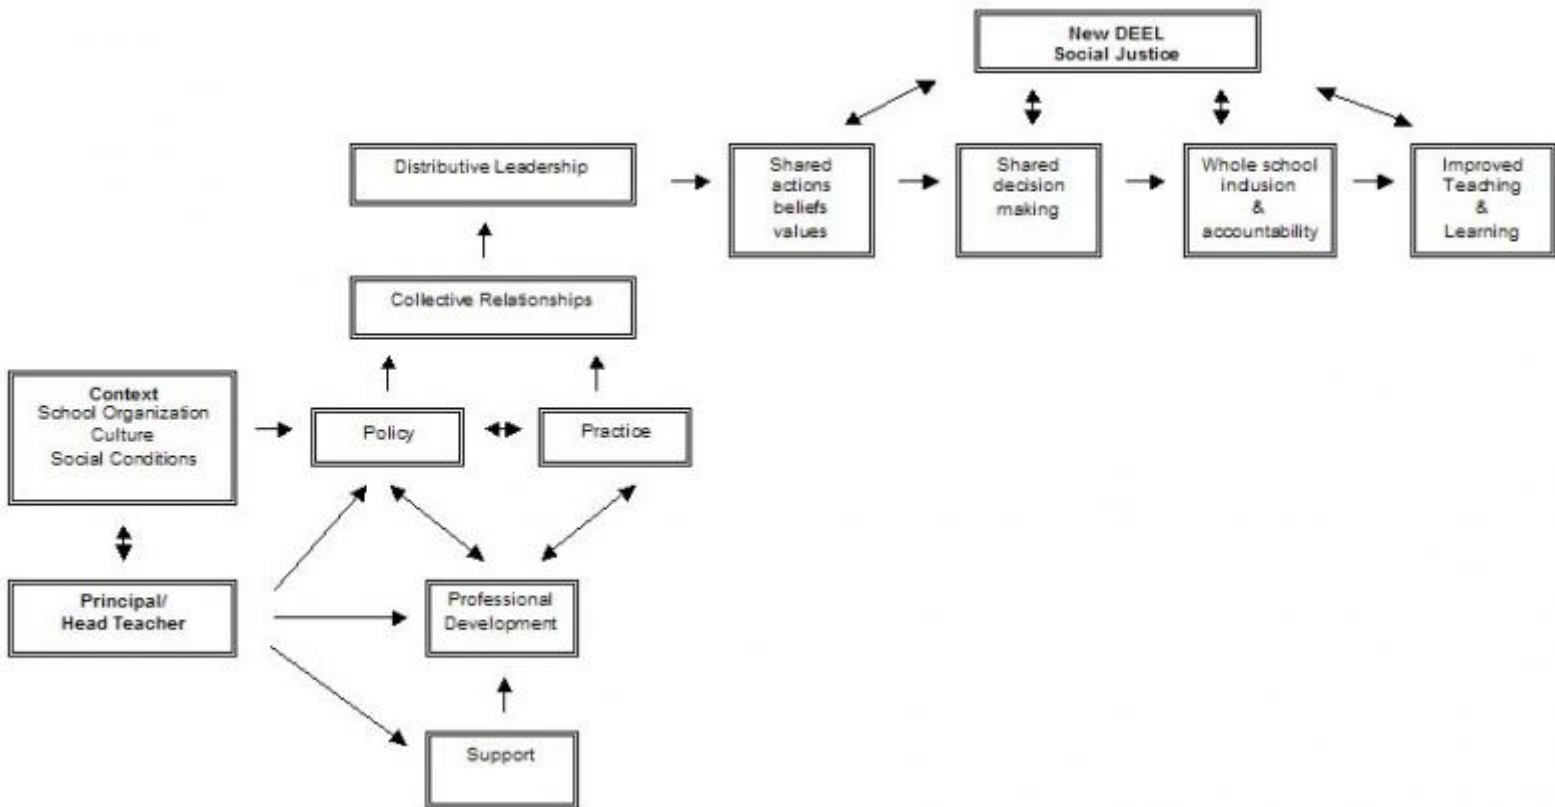 New DEEL
Social Justice
Distributive Leadership
Shared
actions
beliefs
values
Shared
decision
making
Whole school
inclusion
&
accountability
Improved
Teaching
&
Learning
Collective Relationships
Context
School Organization
Culture
Social Conditions
Policy
Practice
Principal/
Head Teacher
Professional
Development
Support